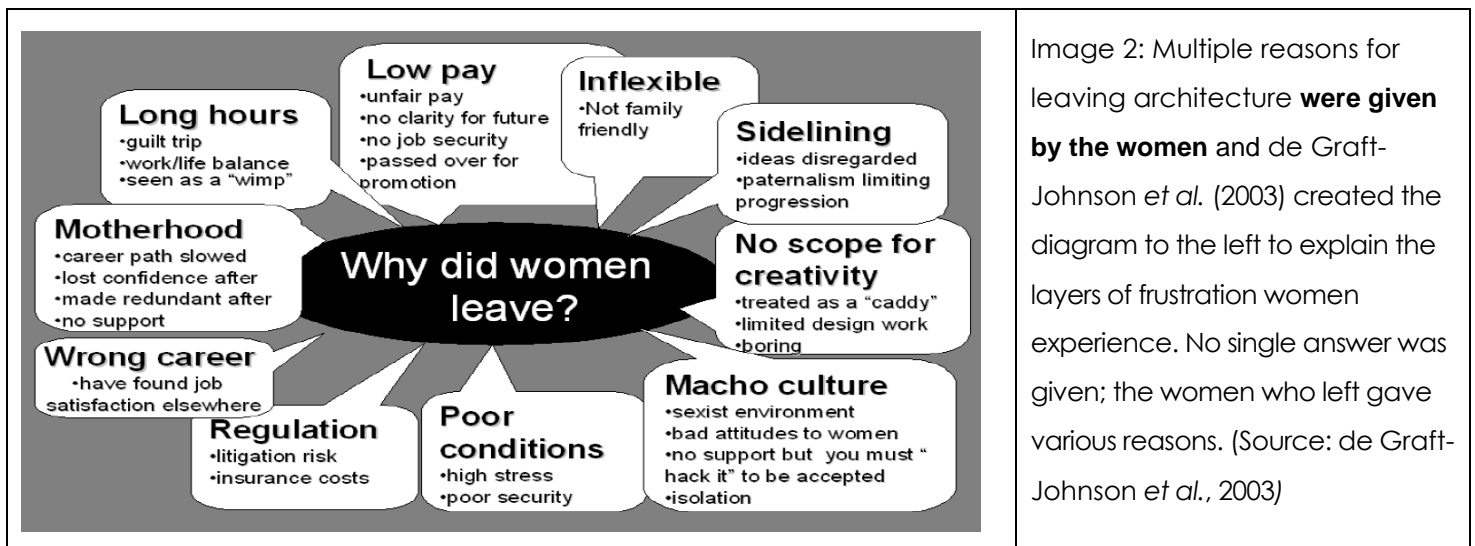 Low pay
•unfair pay
•no clarity for future
•no job security
•passed over for
promotion
Inflexible
•Not family
friendly
Long hours
•guilt trip
•work/life balance
•seen as a “wimp”
Sidelining
•ideas disregarded
•paternalism limiting
progression
Motherhood
•career path slowed
•lost confidence after
•made redundant after
•no support
Why did women
leave?
No scope for
creativity
•treated as a “caddy”
•limited design work
•boring
Wrong career
•have found job
satisfaction elsewhere
Regulation
•litigation risk
•insurance costs
Poor
conditions
•high stress
•poor security
Macho culture
•sexist environment
•bad attitudes to women
•no support but you must “
hack it” to be accepted
•isolation
Image 2: Multiple reasons for
leaving architecture were given
by the women and de Graft-
Johnson et al. (2003) created the
diagram to the left to explain the
layers of frustration women
experience. No single answer was
given; the women who left gave
various reasons. (Source: de Graft-
Johnson et al., 2003)